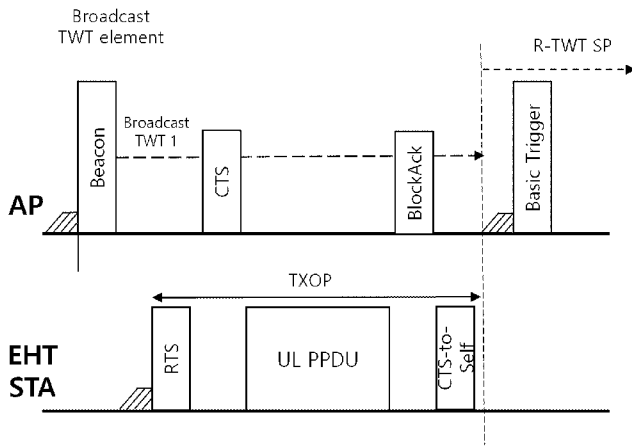 Broadcast
TWT element
R-TWT SP
Beacon
Broadcast
TWT 1
CTS
BlockAck
Basic Trigger
AP
TXOP
EHT
STA
RTS
UL PPDU
CTS-to-
Self